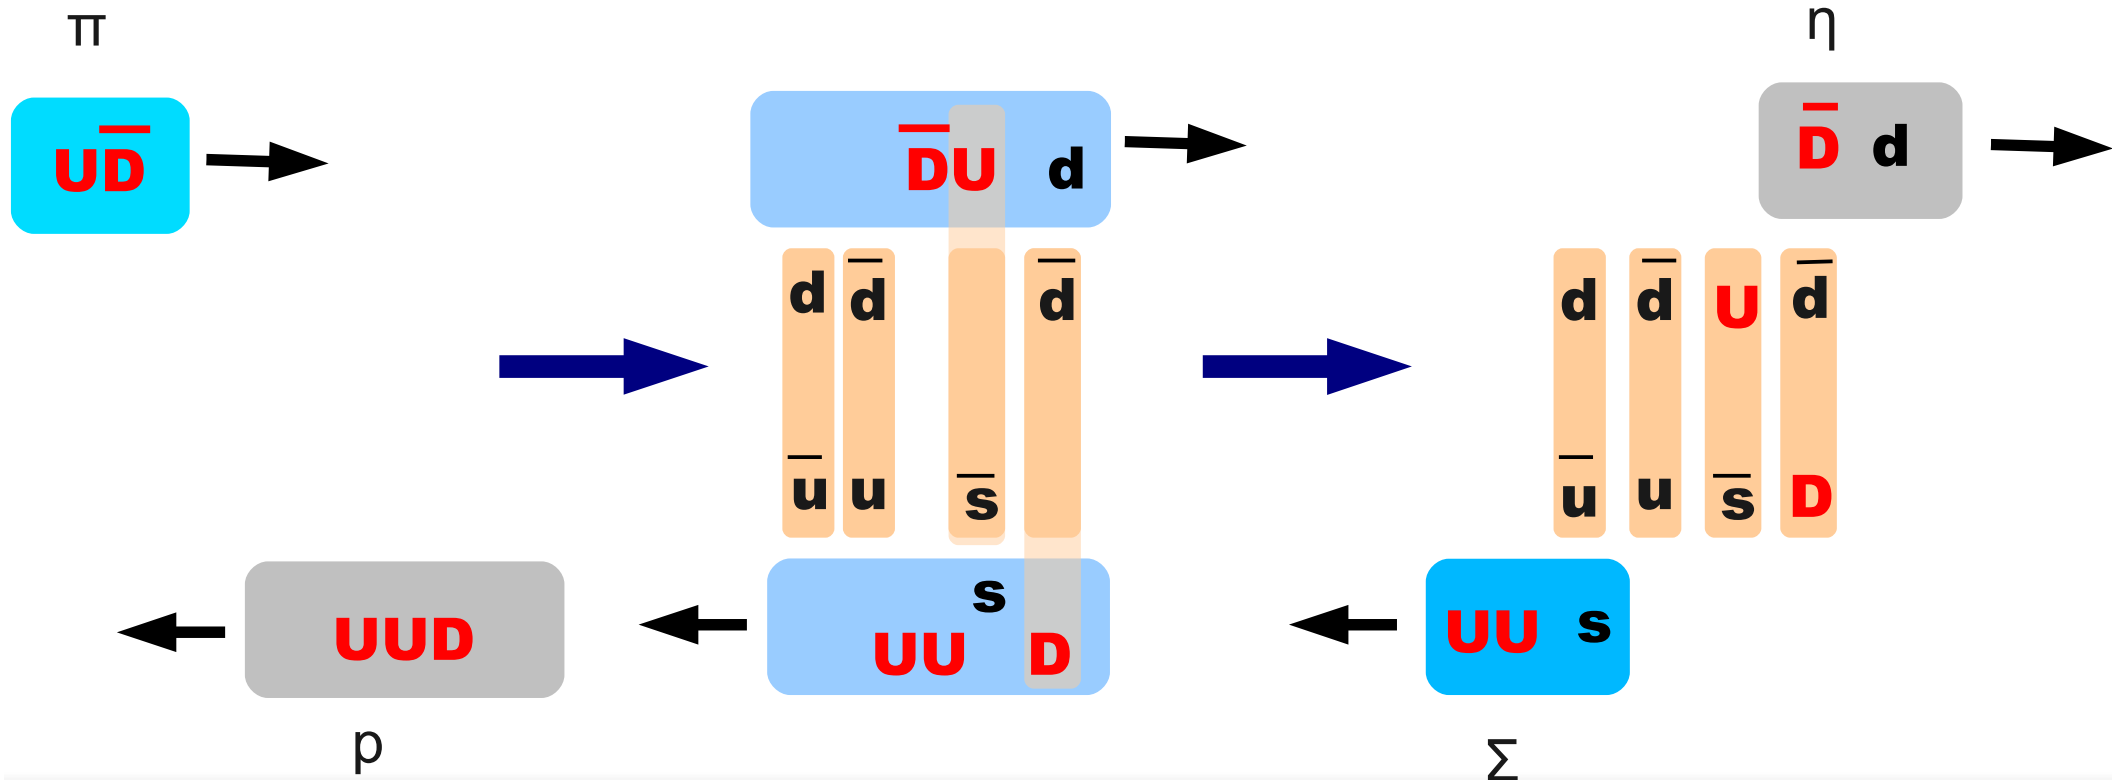 π
η
UD̅
D̅U d
D̅ d
d d̅ d̅
d d̅ U d̅
u̅ u s̅
u̅ u s̅ D
UUD
s
UU D
UU s
p
Σ